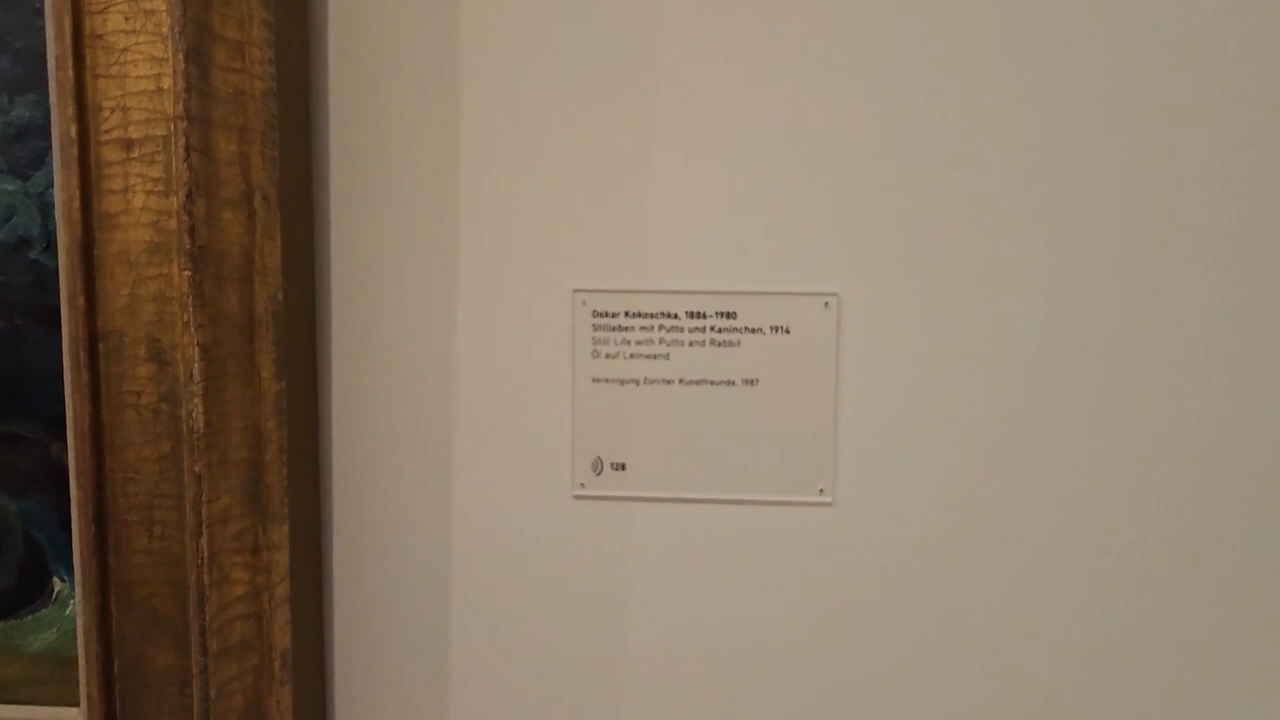 Oskar Kokoschka, 1886–1980
Stilleben mit Putto und Kaninchen, 1914
Still Life with Putto and Rabbit
Öl auf Leinwand
Vereinigung Zürcher Kunstfreunde, 1987
128